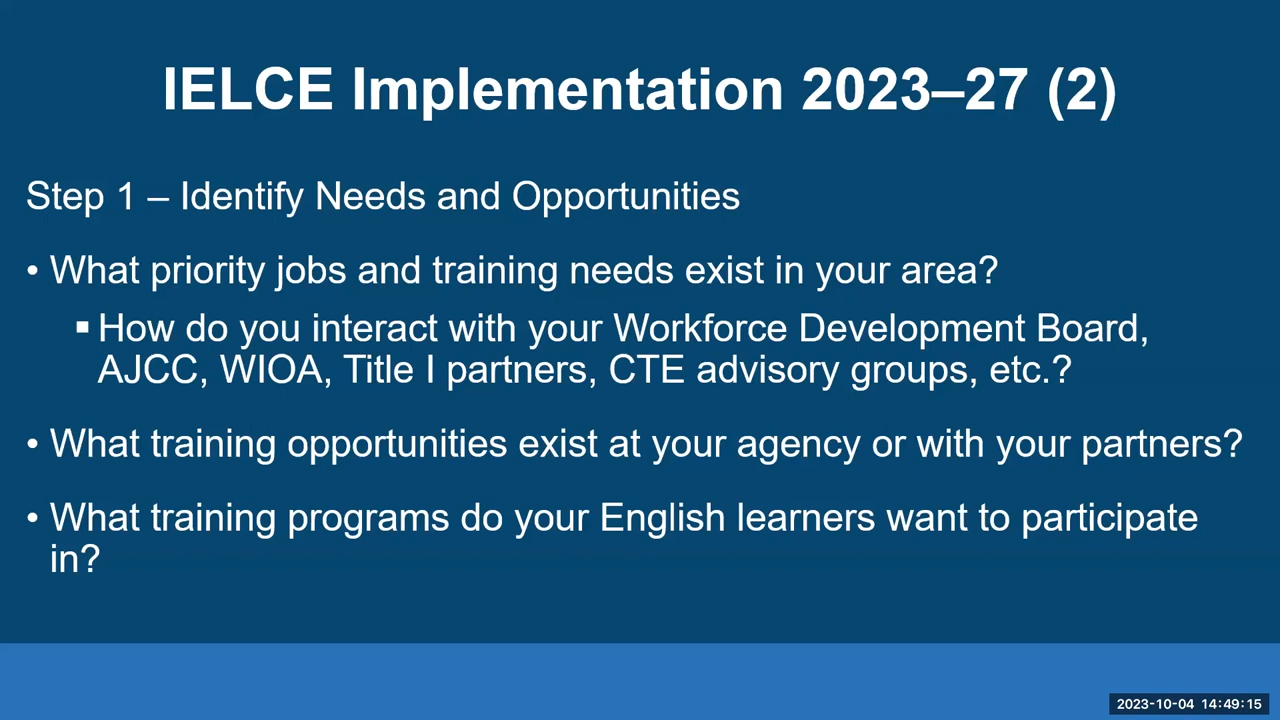 IELCE Implementation 2023–27 (2)
Step 1 – Identify Needs and Opportunities
• What priority jobs and training needs exist in your area?
▪ How do you interact with your Workforce Development Board,
AJCC, WIOA, Title I partners, CTE advisory groups, etc.?
• What training opportunities exist at your agency or with your partners?
• What training programs do your English learners want to participate
in?
2023-10-04 14:49:15